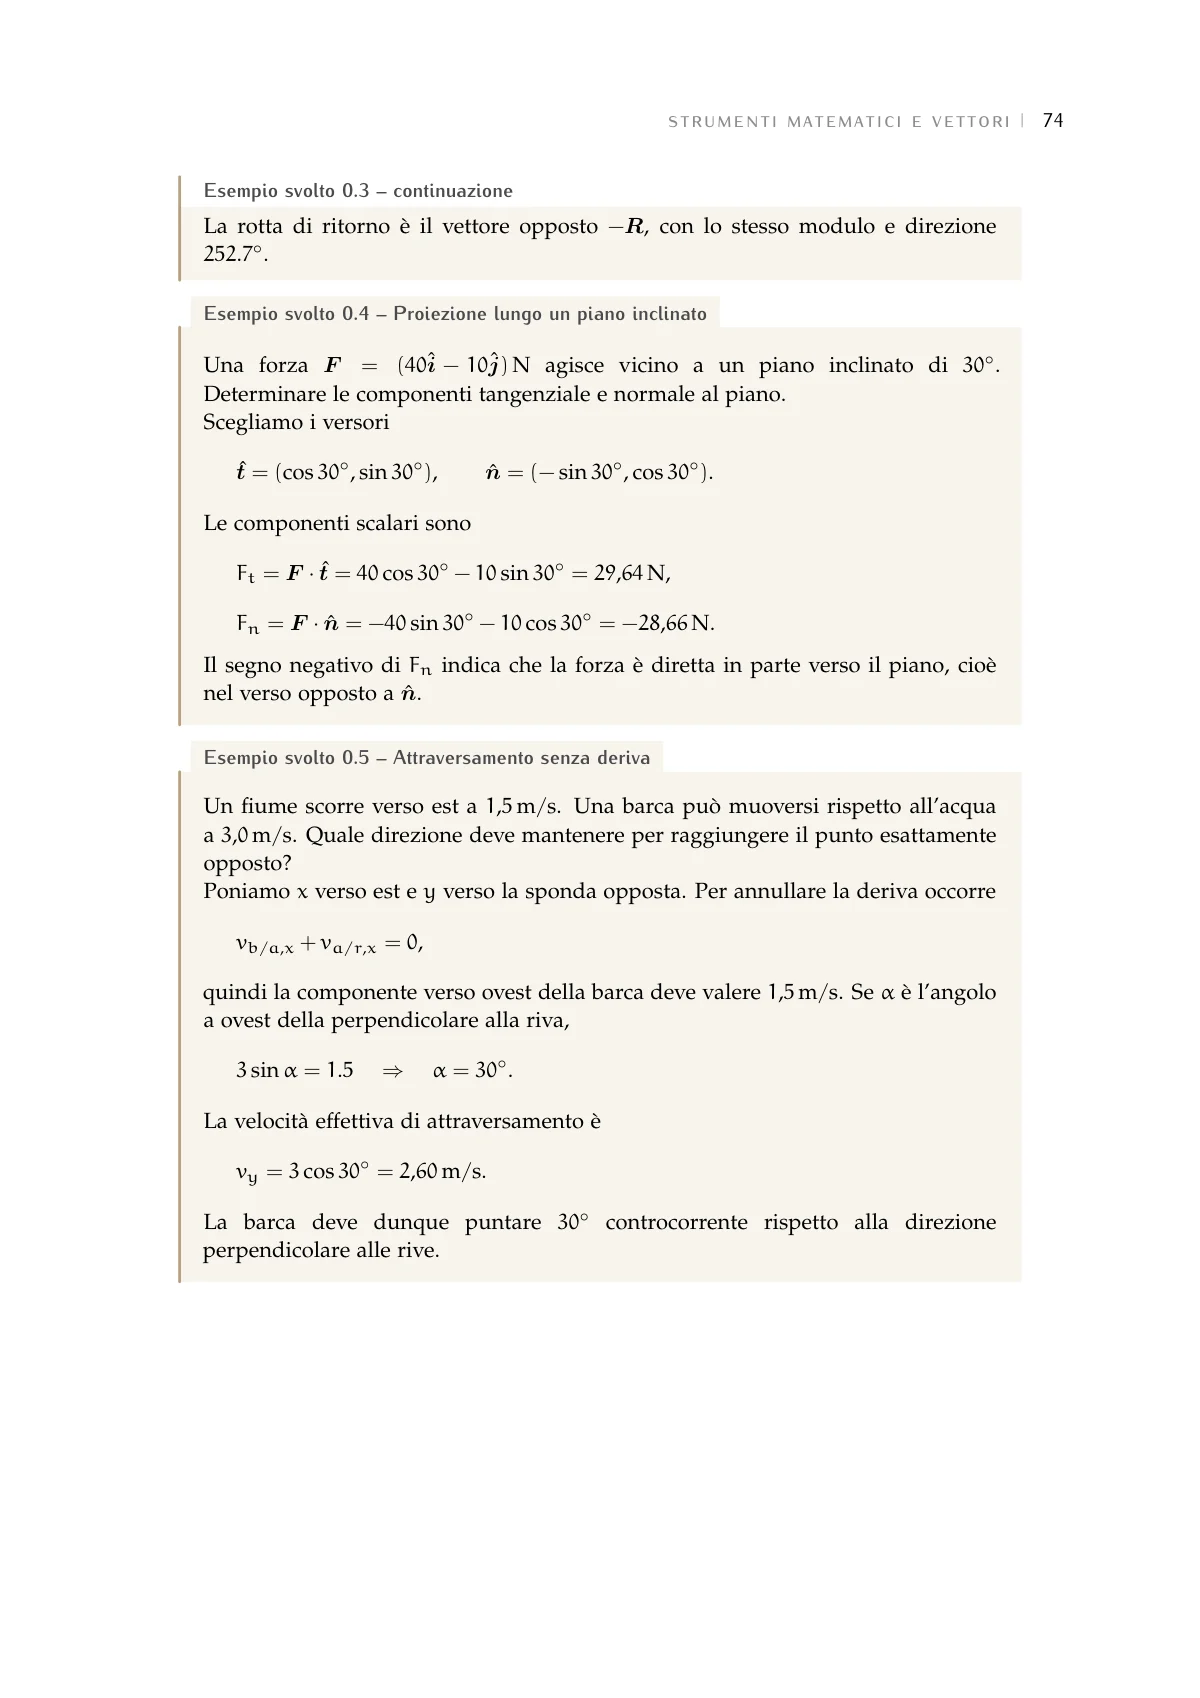 STRUMENTI MATEMATICI E VETTORI | 74
Esempio svolto 0.3 – continuazione
La rotta di ritorno è il vettore opposto −R, con lo stesso modulo e direzione
252.7°.
Esempio svolto 0.4 – Proiezione lungo un piano inclinato
Una forza F = (40î − 10ĵ) N agisce vicino a un piano inclinato di 30°.
Determinare le componenti tangenziale e normale al piano.
Scegliamo i versori
t̂ = (cos 30°, sin 30°), n̂ = (− sin 30°, cos 30°).
Le componenti scalari sono
Fₜ = F · t̂ = 40 cos 30° − 10 sin 30° = 29,64 N,
Fₙ = F · n̂ = −40 sin 30° − 10 cos 30° = −28,66 N.
Il segno negativo di Fₙ indica che la forza è diretta in parte verso il piano, cioè
nel verso opposto a n̂.
Esempio svolto 0.5 – Attraversamento senza deriva
Un fiume scorre verso est a 1,5 m/s. Una barca può muoversi rispetto all'acqua
a 3,0 m/s. Quale direzione deve mantenere per raggiungere il punto esattamente
opposto?
Poniamo x verso est e y verso la sponda opposta. Per annullare la deriva occorre
v_{b/a,x} + v_{a/r,x} = 0,
quindi la componente verso ovest della barca deve valere 1,5 m/s. Se α è l'angolo
a ovest della perpendicolare alla riva,
3 sin α = 1.5 ⇒ α = 30°.
La velocità effettiva di attraversamento è
v_y = 3 cos 30° = 2,60 m/s.
La barca deve dunque puntare 30° controcorrente rispetto alla direzione
perpendicolare alle rive.